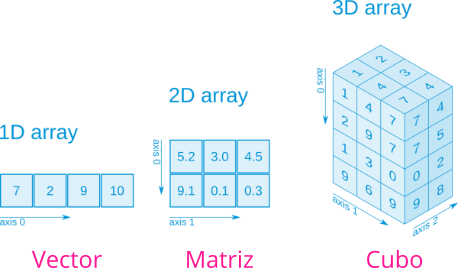 3D array
2D array
1D array
7 2 9 10
axis 0
axis 0
5.2 3.0 4.5
9.1 0.1 0.3
axis 1
axis 0
2
1 3
4 4
7
1 4 7 7 4
2 9 7 7 5
1 3 0 0 2
9 6 9 9 8
axis 1
axis 2
Vector Matriz Cubo